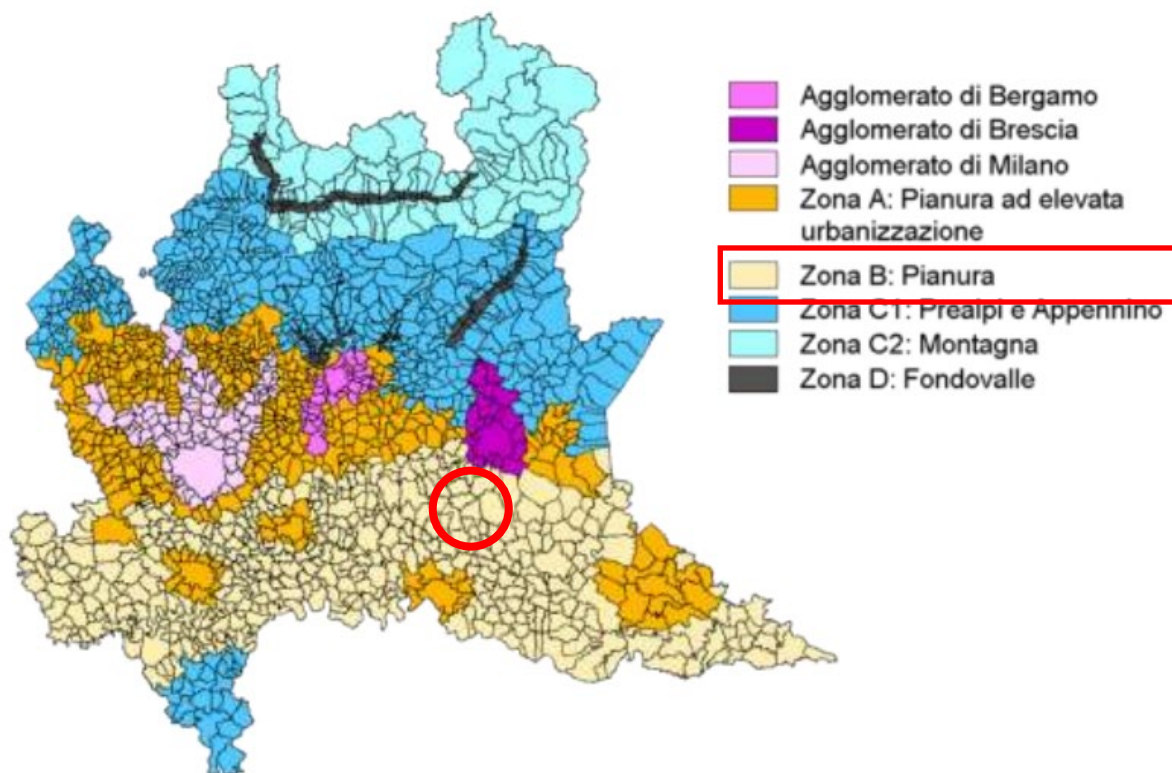 Agglomerato di Bergamo
Agglomerato di Brescia
Agglomerato di Milano
Zona A: Pianura ad elevata
urbanizzazione
Zona B: Pianura
Zona C1: Prealpi e Appennino
Zona C2: Montagna
Zona D: Fondovalle